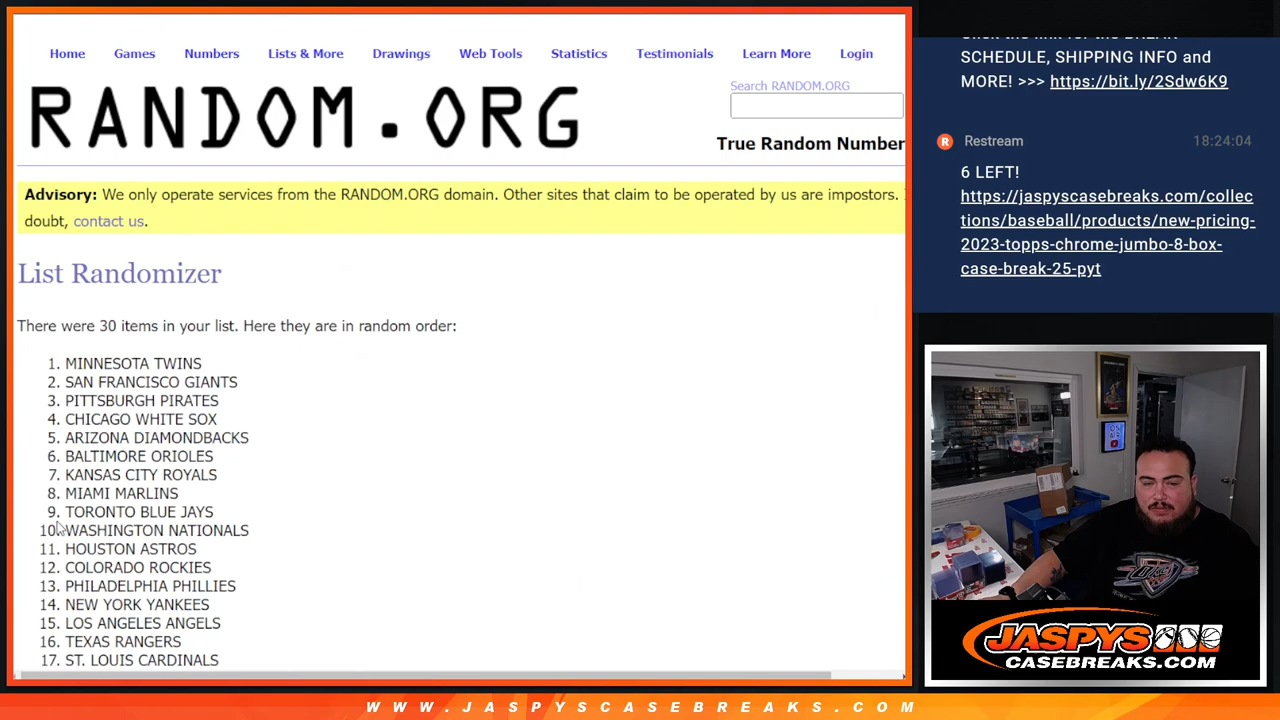 Home Games Numbers Lists & More Drawings Web Tools Statistics Testimonials Learn More Login
Search RANDOM.ORG
RANDOM.ORG
True Random Number
Advisory: We only operate services from the RANDOM.ORG domain. Other sites that claim to be operated by us are impostors.
doubt, contact us.
List Randomizer
There were 30 items in your list. Here they are in random order:
1. MINNESOTA TWINS
2. SAN FRANCISCO GIANTS
3. PITTSBURGH PIRATES
4. CHICAGO WHITE SOX
5. ARIZONA DIAMONDBACKS
6. BALTIMORE ORIOLES
7. KANSAS CITY ROYALS
8. MIAMI MARLINS
9. TORONTO BLUE JAYS
10. WASHINGTON NATIONALS
11. HOUSTON ASTROS
12. COLORADO ROCKIES
13. PHILADELPHIA PHILLIES
14. NEW YORK YANKEES
15. LOS ANGELES ANGELS
16. TEXAS RANGERS
17. ST. LOUIS CARDINALS
SCHEDULE, SHIPPING INFO and
MORE! >>> https://bit.ly/2Sdw6K9
R Restream 18:24:04
6 LEFT!
https://jaspyscasebreaks.com/collec
tions/baseball/products/new-pricing-
2023-topps-chrome-jumbo-8-box-
case-break-25-pyt
ON
AIR
JASPYS
CASEBREAKS.COM
WWW.JASPYSCASEBREAKS.COM